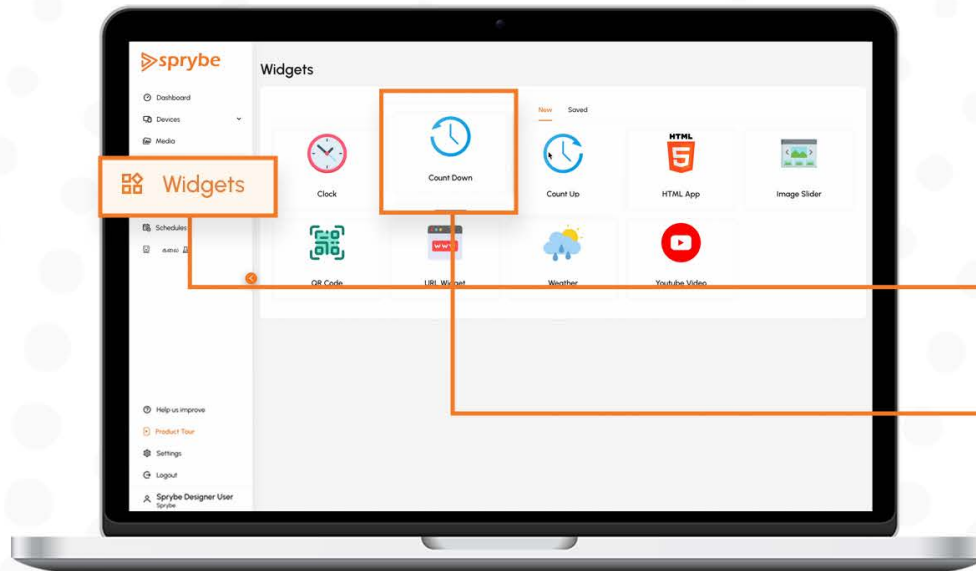 sprybe
Widgets
Dashboard
Devices
Media
Widgets
Schedules
New Saved
Clock
Count Down
Count Up
HTML
HTML App
Image Slider
QR Code
WWW
URL Widget
Weather
Youtube Video
Help us improve
Product Tour
Settings
Logout
Sprybe Designer User
Sprybe